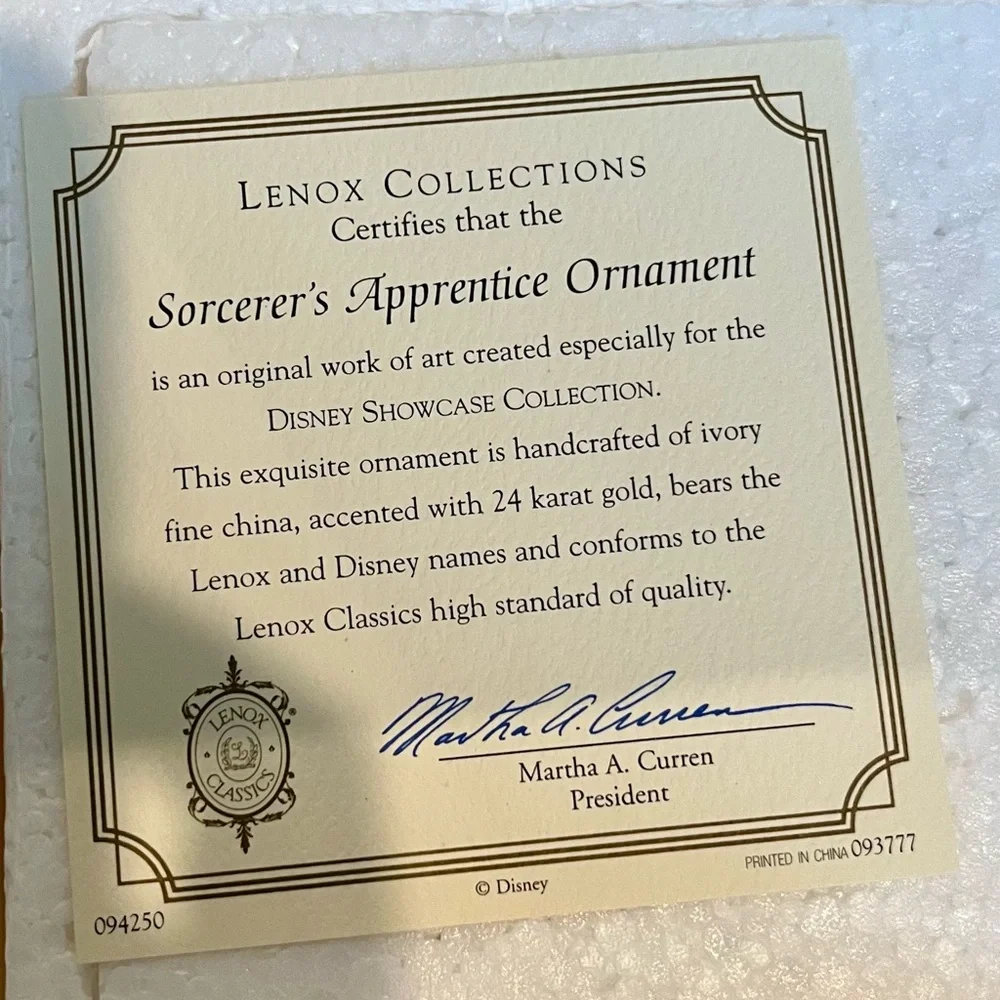 LENOX COLLECTIONS
Certifies that the
Sorcerer's Apprentice Ornament
is an original work of art created especially for the
DISNEY SHOWCASE COLLECTION.
This exquisite ornament is handcrafted of ivory
fine china, accented with 24 karat gold, bears the
Lenox and Disney names and conforms to the
Lenox Classics high standard of quality.
LENOX®
L
CLASSICS
Martha A. Curren
Martha A. Curren
President
PRINTED IN CHINA 093777
© Disney
094250